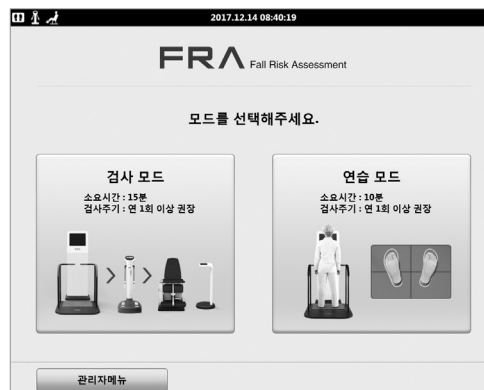 2017.12.14 08:40:19
FRA Fall Risk Assessment
모드를 선택해주세요.
검사 모드
소요시간 : 15분
검사주기 : 연 1회 이상 권장
연습 모드
소요시간 : 10분
검사주기 : 연 1회 이상 권장
관리자메뉴